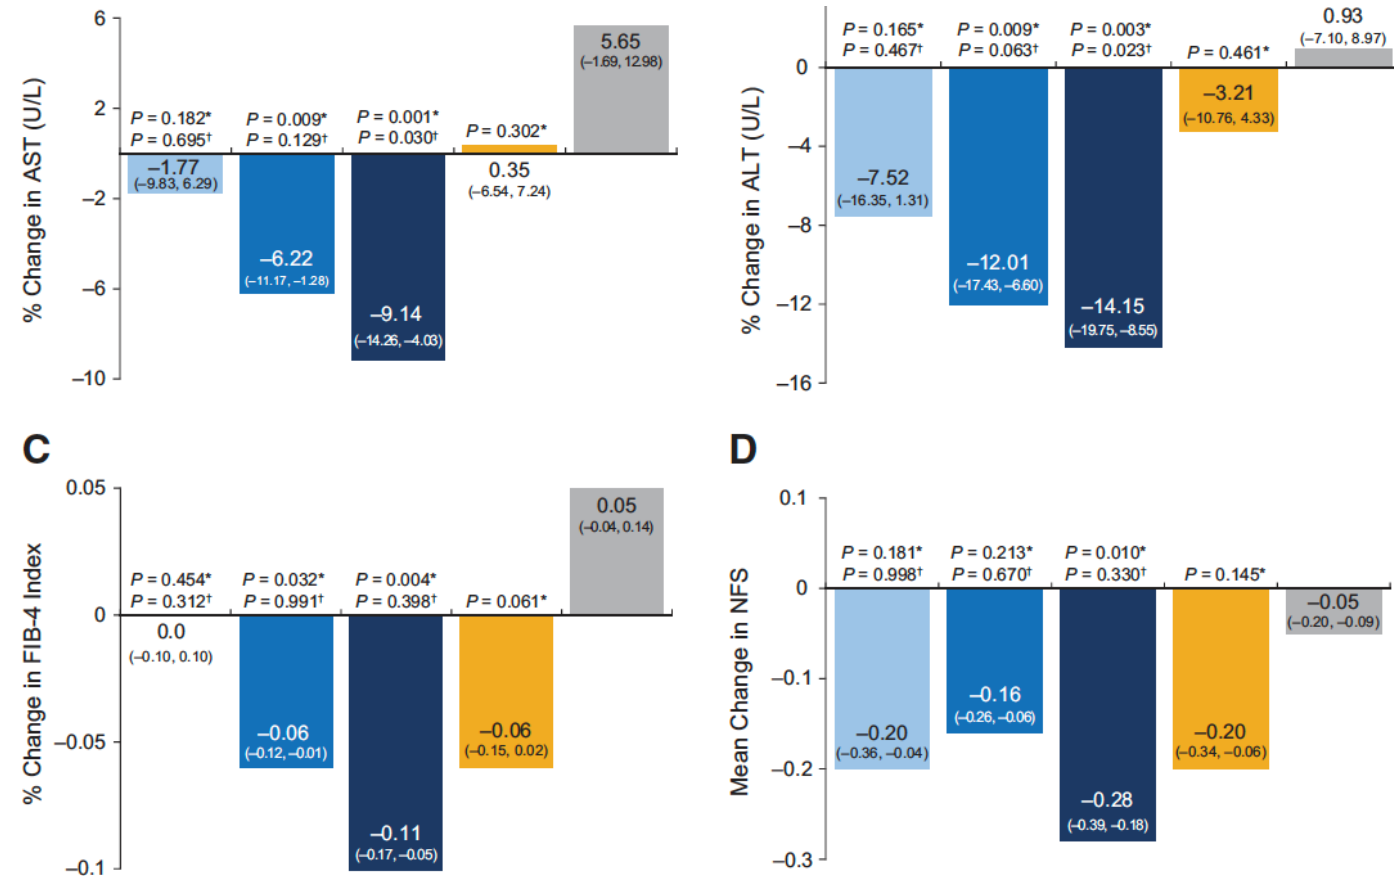 % Change in AST (U/L)
6
2
–2
–6
–10
P = 0.182*
P = 0.695†
–1.77
(–9.83, 6.29)
P = 0.009*
P = 0.129†
–6.22
(–11.17, –1.28)
P = 0.001*
P = 0.030†
–9.14
(–14.26, –4.03)
P = 0.302*
0.35
(–6.54, 7.24)
5.65
(–1.69, 12.98)
% Change in ALT (U/L)
0
–4
–8
–12
–16
P = 0.165*
P = 0.467†
–7.52
(–16.35, 1.31)
P = 0.009*
P = 0.063†
–12.01
(–17.43, –6.60)
P = 0.003*
P = 0.023†
–14.15
(–19.75, –8.55)
P = 0.461*
–3.21
(–10.76, 4.33)
0.93
(–7.10, 8.97)
C
% Change in FIB-4 Index
0.05
0
–0.05
–0.1
P = 0.454*
P = 0.312†
0.0
(–0.10, 0.10)
P = 0.032*
P = 0.991†
–0.06
(–0.12, –0.01)
P = 0.004*
P = 0.398†
–0.11
(–0.17, –0.05)
P = 0.061*
–0.06
(–0.15, 0.02)
0.05
(–0.04, 0.14)
D
Mean Change in NFS
0.1
0
–0.1
–0.2
–0.3
P = 0.181*
P = 0.998†
–0.20
(–0.36, –0.04)
P = 0.213*
P = 0.670†
–0.16
(–0.26, –0.06)
P = 0.010*
P = 0.330†
–0.28
(–0.39, –0.18)
P = 0.145*
–0.20
(–0.34, –0.06)
–0.05
(–0.20, –0.09)